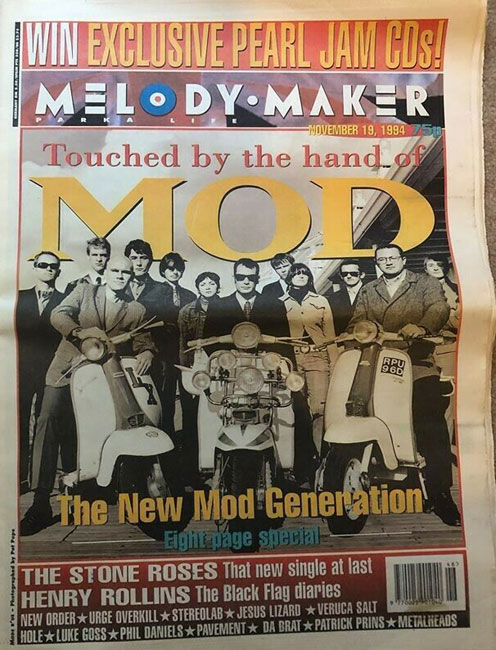 WIN EXCLUSIVE PEARL JAM CDs!
MELODY·MAKER
PARKA LIFE
NOVEMBER 19, 1994 75p
Touched by the hand of
MOD
RPU
96D
The New Mod Generation
Eight page special
THE STONE ROSES That new single at last
HENRY ROLLINS The Black Flag diaries
NEW ORDER ★ URGE OVERKILL ★ STEREOLAB ★ JESUS LIZARD ★ VERUCA SALT
HOLE ★ LUKE GOSS ★ PHIL DANIELS ★ PAVEMENT ★ DA BRAT ★ PATRICK PRINS ★ METALHEADS
Photographed by Pat Pope